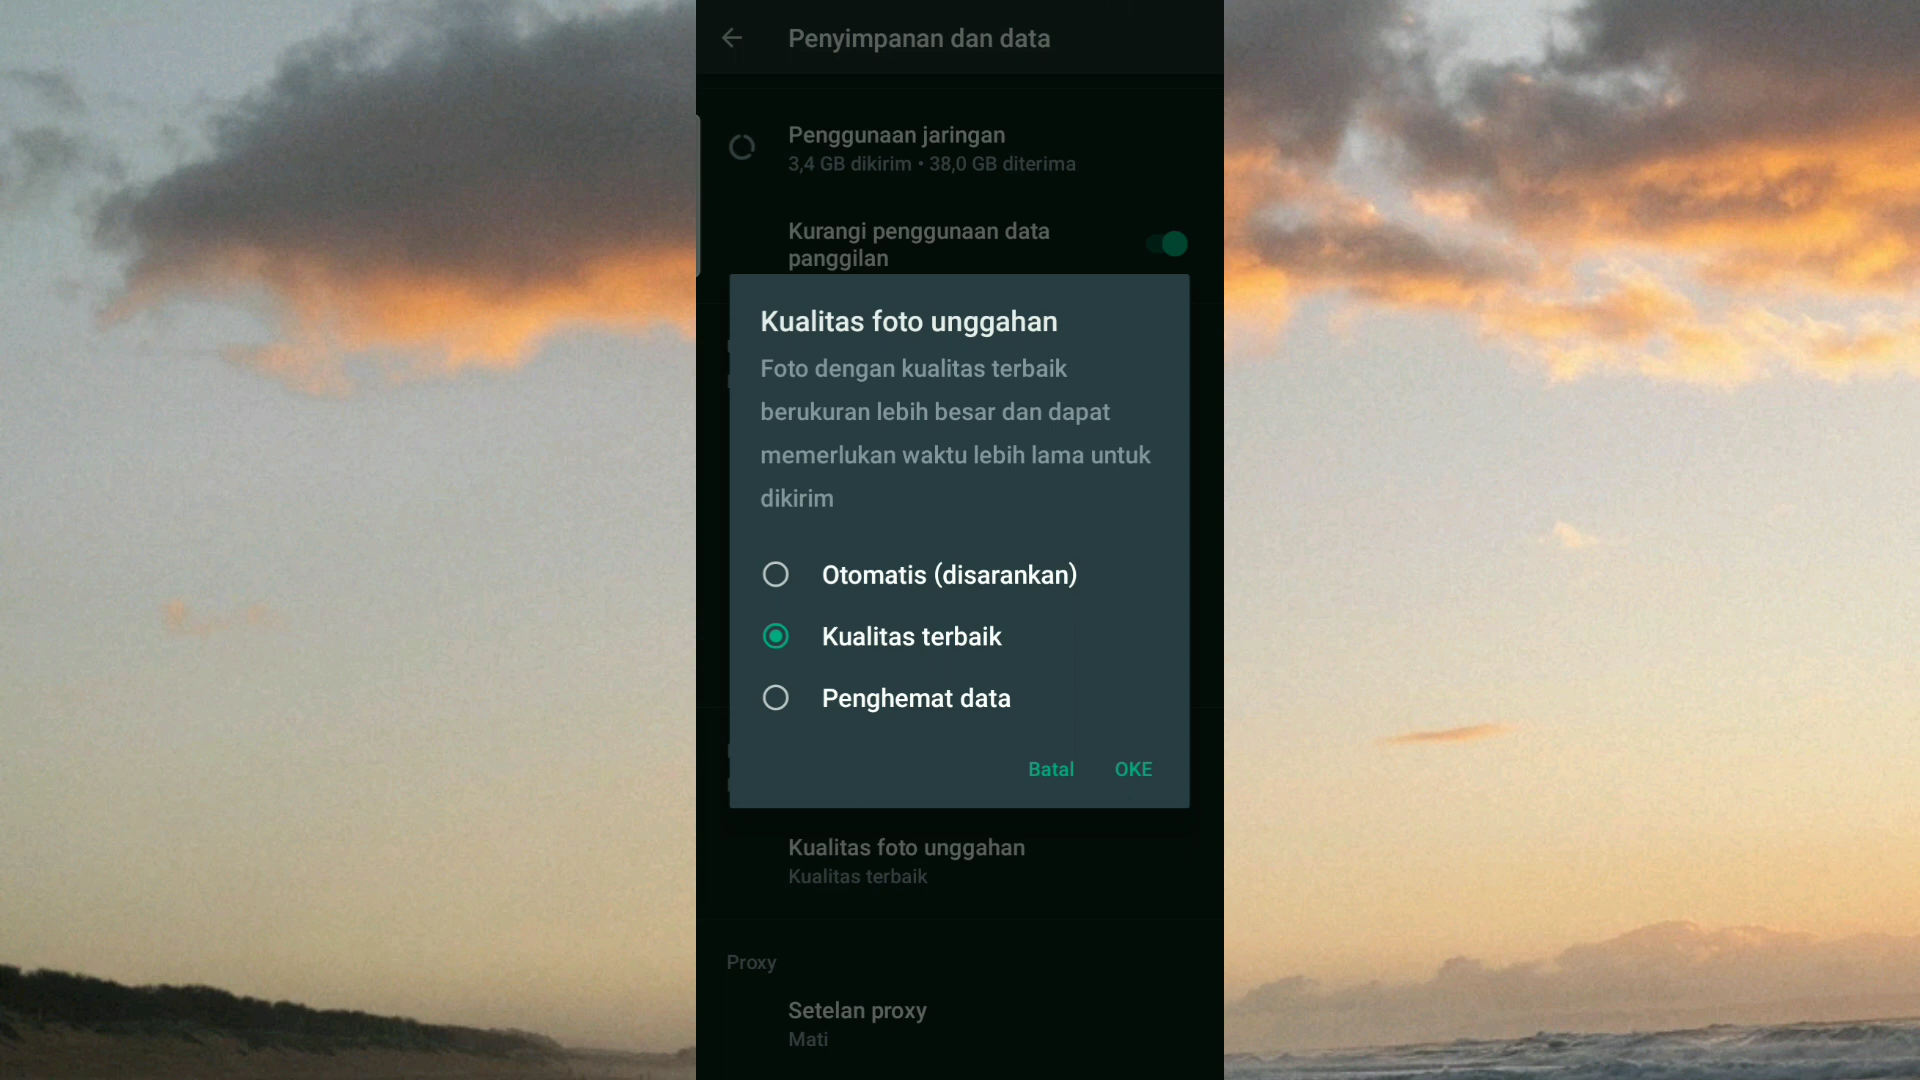 Penyimpanan dan data
Penggunaan jaringan
3,4 GB dikirim • 38,0 GB diterima
Kurangi penggunaan data
panggilan
Kualitas foto unggahan
Foto dengan kualitas terbaik
berukuran lebih besar dan dapat
memerlukan waktu lebih lama untuk
dikirim
Otomatis (disarankan)
Kualitas terbaik
Penghemat data
Batal OKE
Kualitas foto unggahan
Kualitas terbaik
Proxy
Setelan proxy
Mati